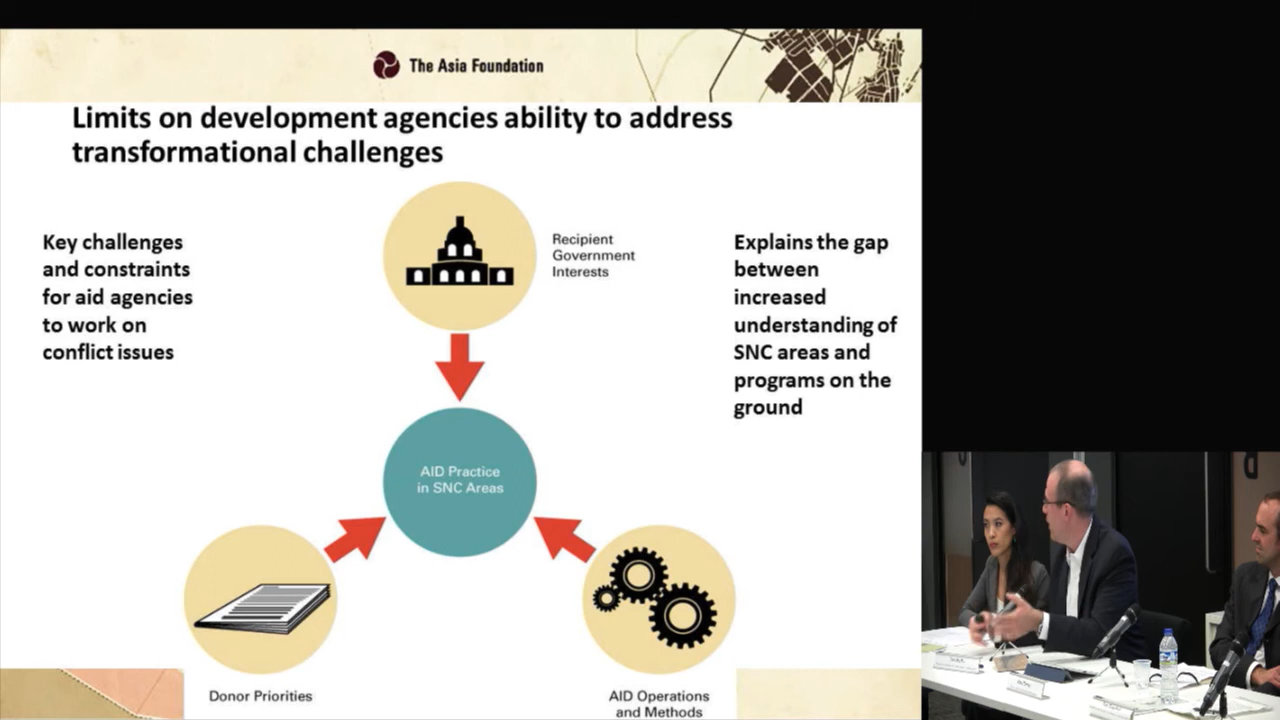 The Asia Foundation
Limits on development agencies ability to address
transformational challenges
Key challenges
and constraints
for aid agencies
to work on
conflict issues
Recipient
Government
Interests
Explains the gap
between
increased
understanding of
SNC areas and
programs on the
ground
AID Practice
in SNC Areas
Donor Priorities
AID Operations
and Methods